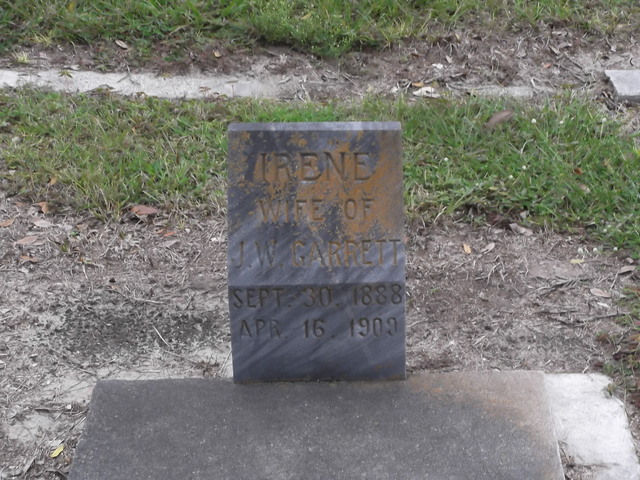 IRENE
WIFE OF
J.W. GARRETT
SEPT. 30, 1888
APR. 16, 1909